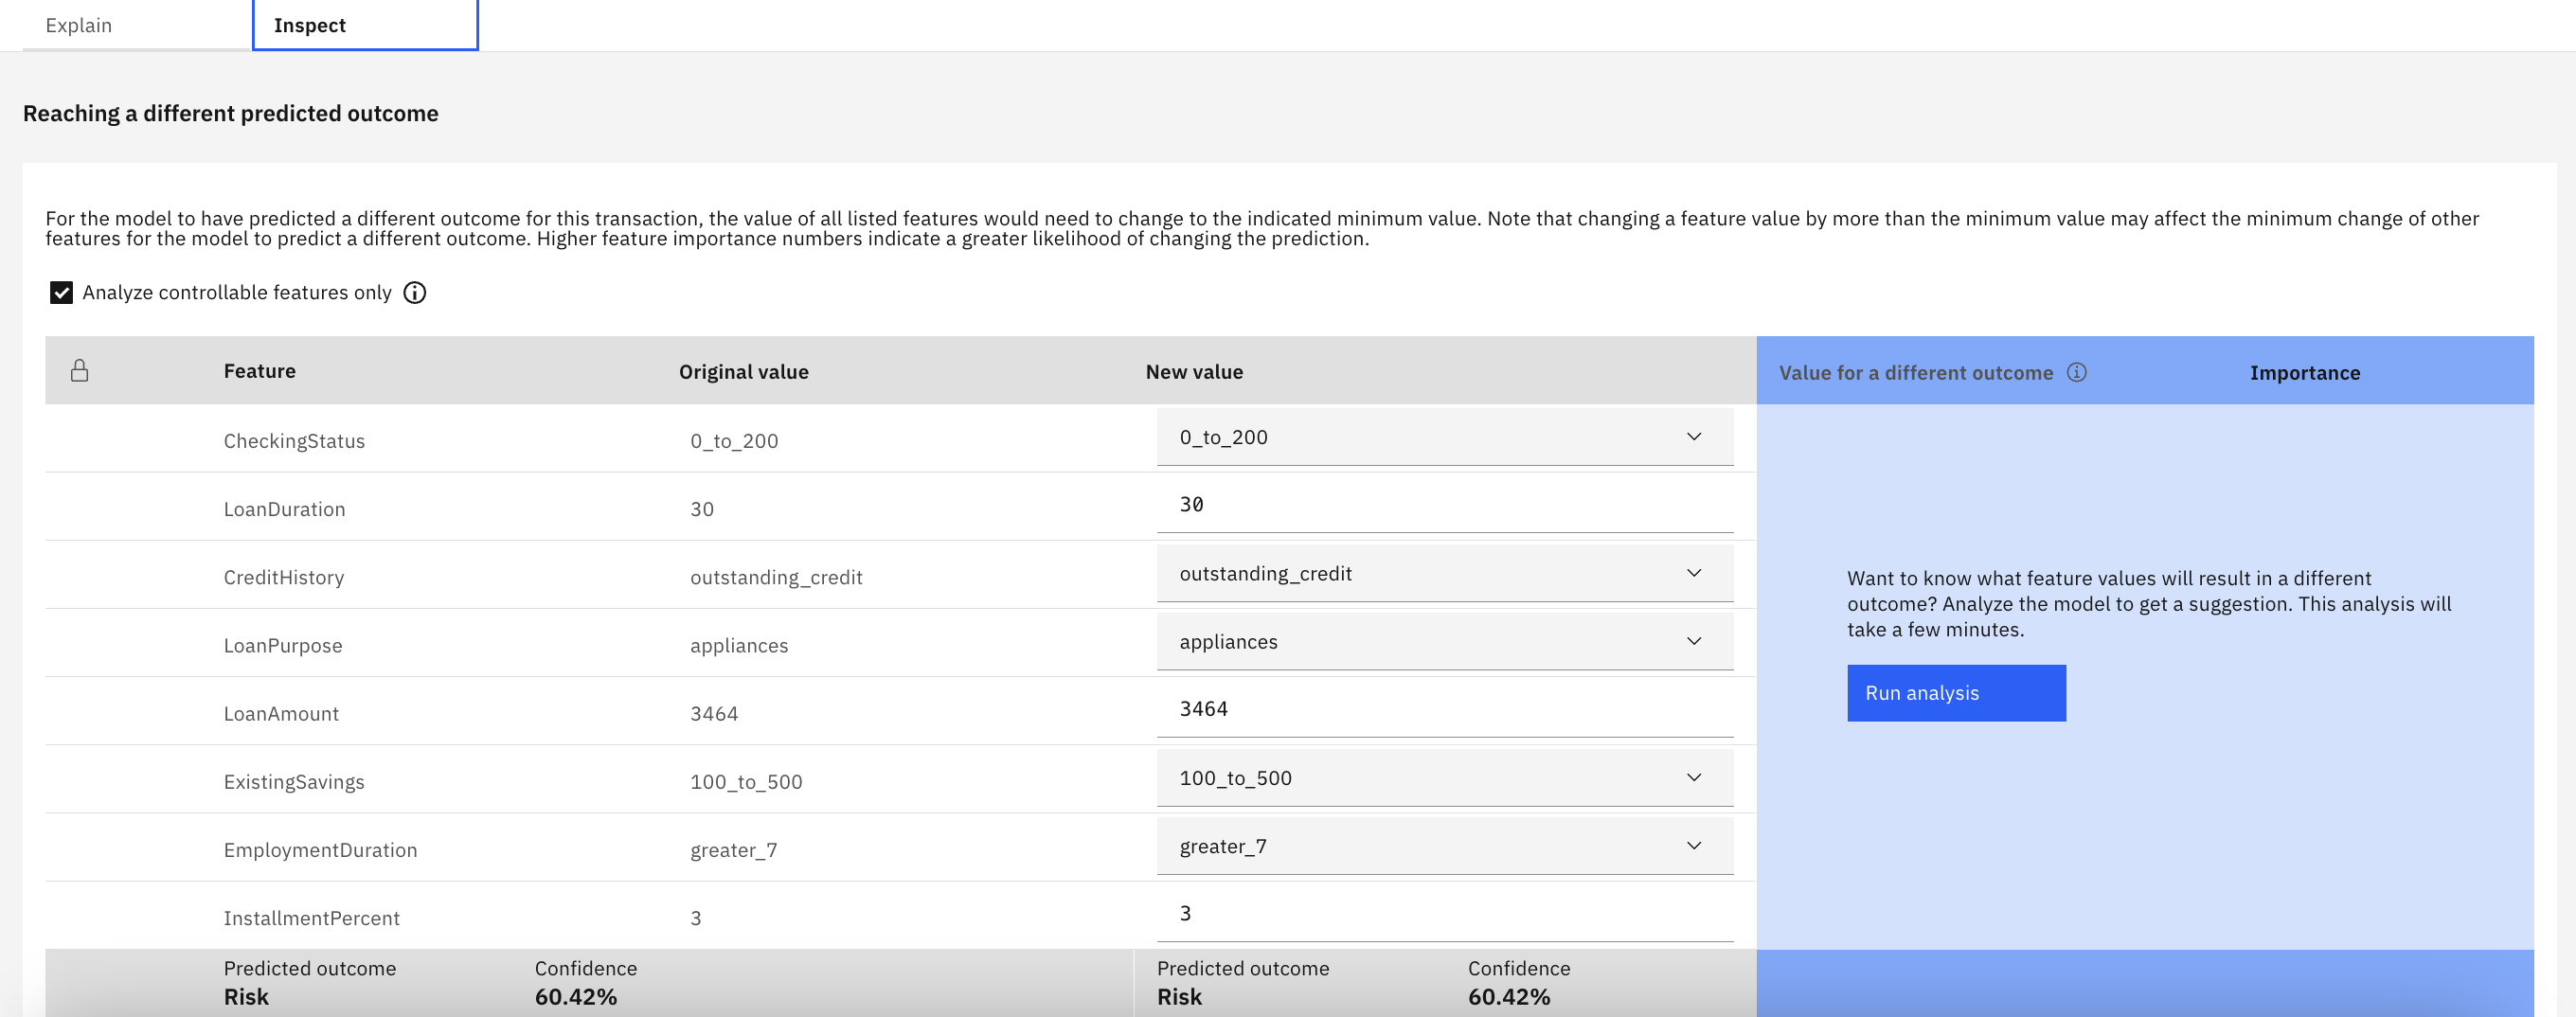 Explain Inspect
Reaching a different predicted outcome
For the model to have predicted a different outcome for this transaction, the value of all listed features would need to change to the indicated minimum value. Note that changing a feature value by more than the minimum value may affect the minimum change of other
features for the model to predict a different outcome. Higher feature importance numbers indicate a greater likelihood of changing the prediction.
Analyze controllable features only
Feature Original value New value Value for a different outcome Importance
CheckingStatus 0_to_200 0_to_200
LoanDuration 30 30
CreditHistory outstanding_credit outstanding_credit
LoanPurpose appliances appliances
LoanAmount 3464 3464
ExistingSavings 100_to_500 100_to_500
EmploymentDuration greater_7 greater_7
InstallmentPercent 3 3
Want to know what feature values will result in a different
outcome? Analyze the model to get a suggestion. This analysis will
take a few minutes.
Run analysis
Predicted outcome Confidence Predicted outcome Confidence
Risk 60.42% Risk 60.42%